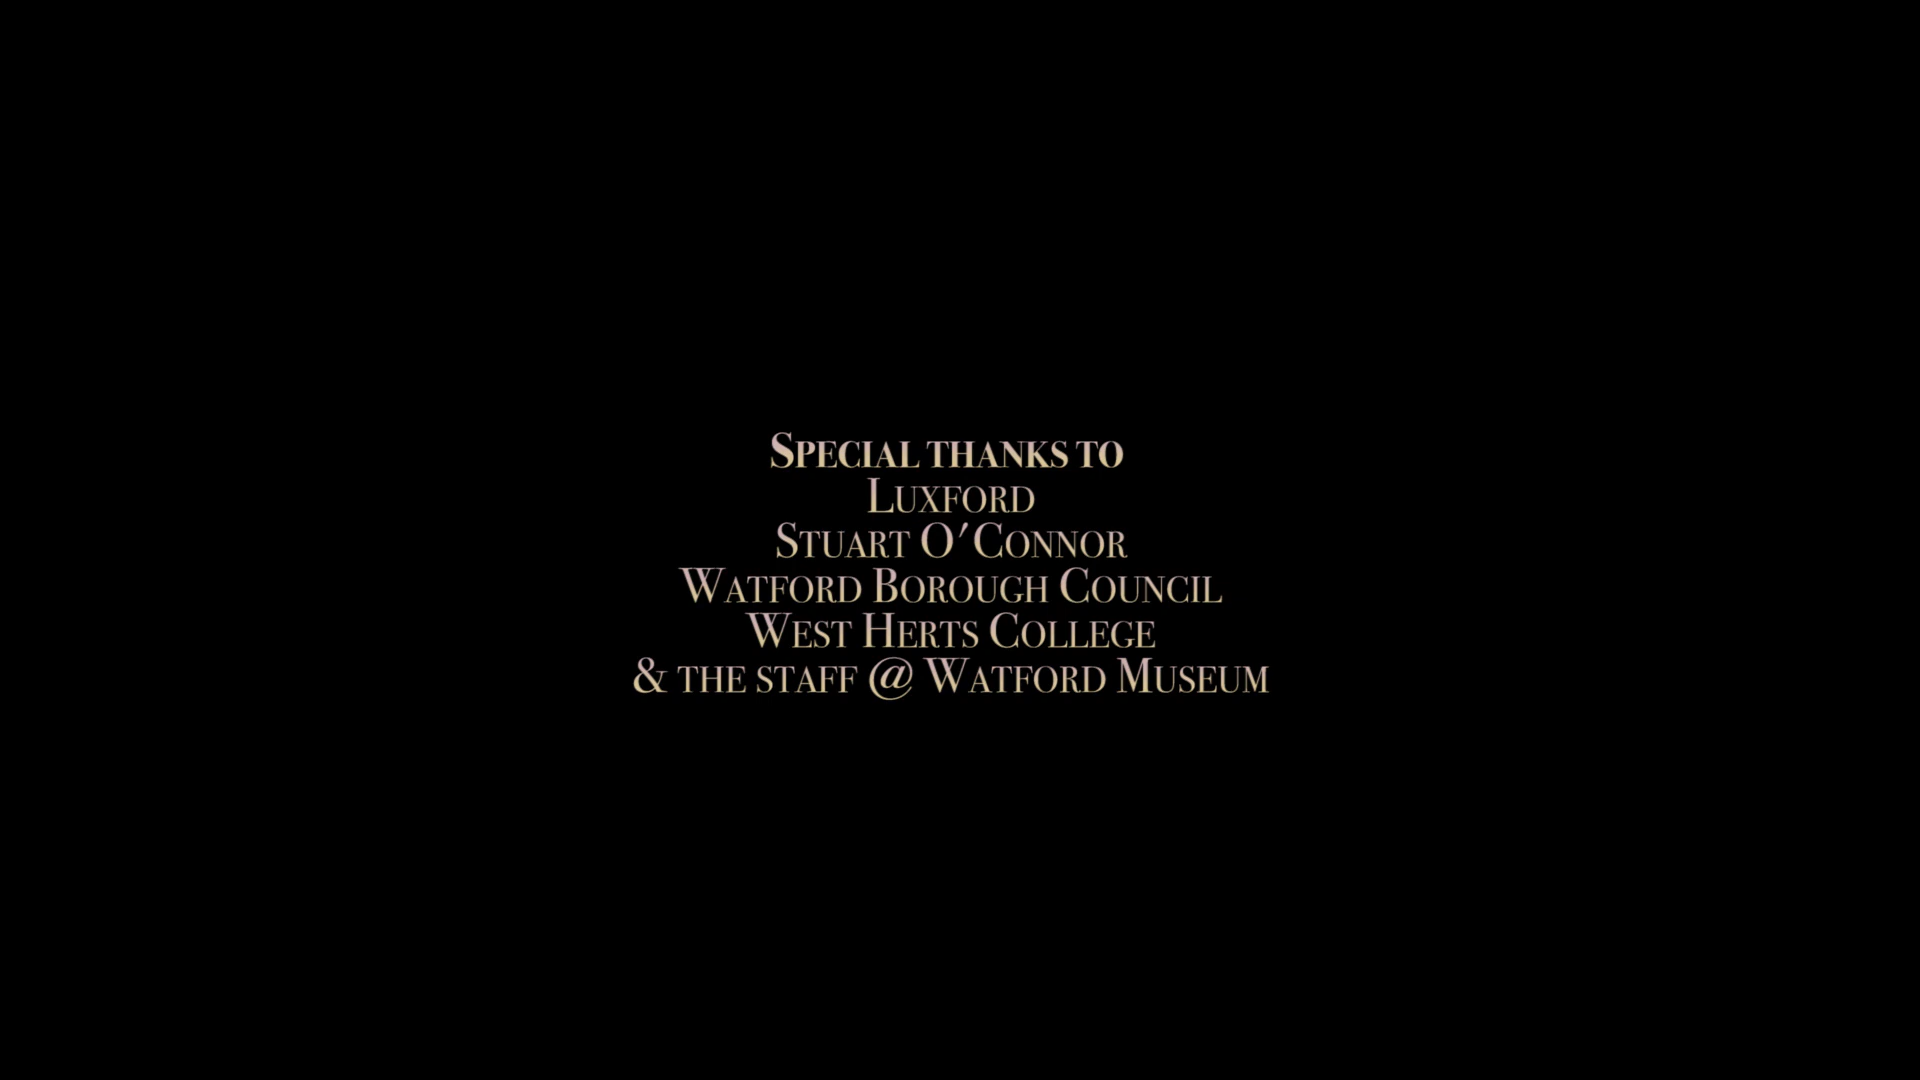 Special thanks to
Luxford
Stuart O'Connor
Watford Borough Council
West Herts College
& the staff @ Watford Museum